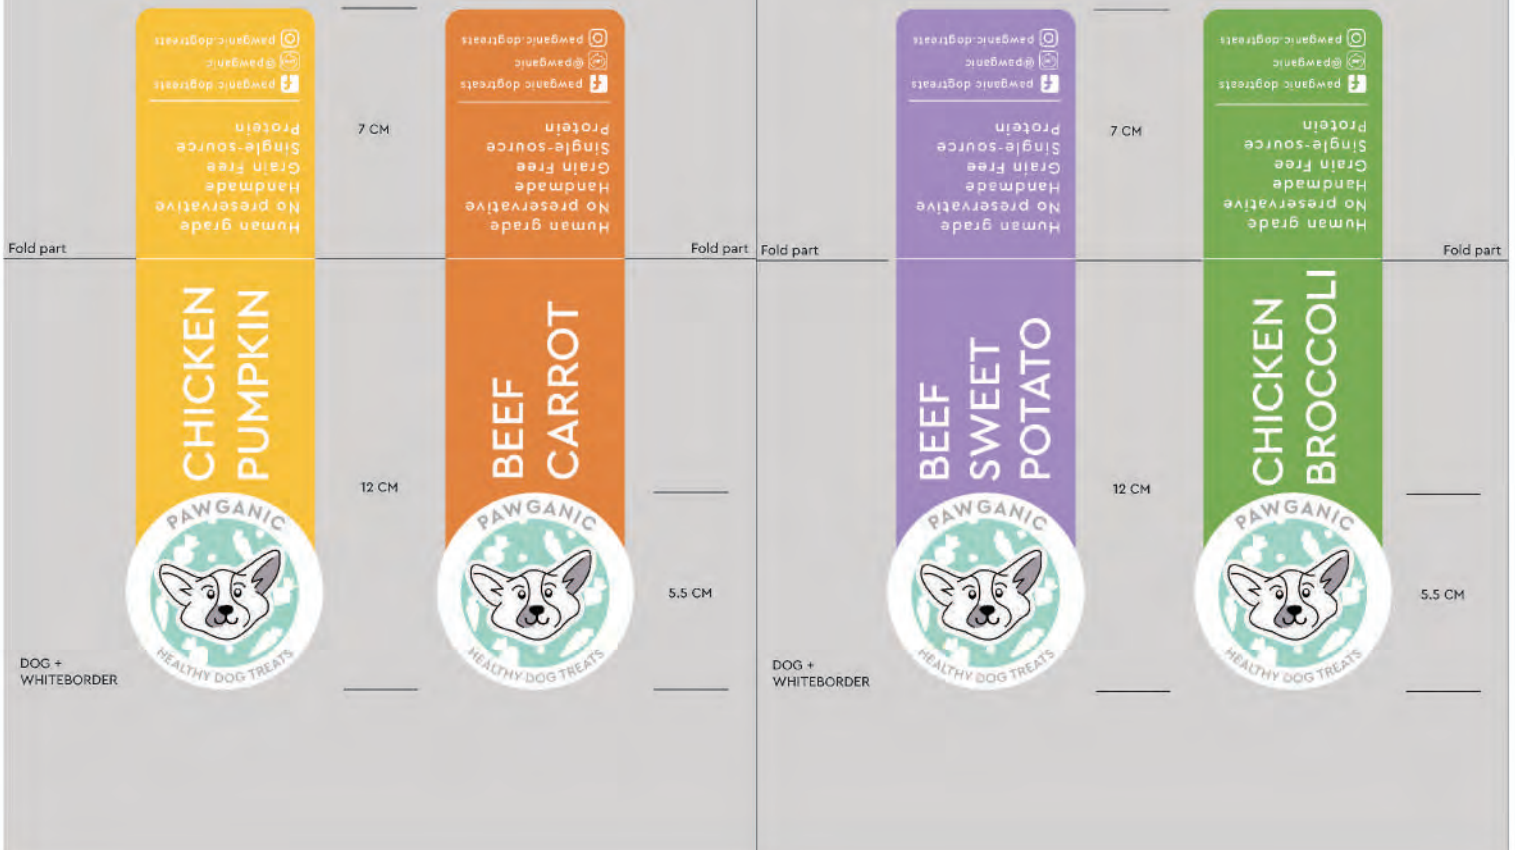 pawganic.dogtreats
@pawganic
pawganic dogtreats
Protein
Single-source
Grain Free
Handmade
No preservative
Human grade
CHICKEN
PUMPKIN
PAWGANIC
HEALTHY DOG TREATS
7 CM
12 CM
pawganic.dogtreats
@pawganic
pawganic dogtreats
Protein
Single-source
Grain Free
Handmade
No preservative
Human grade
BEEF
CARROT
PAWGANIC
HEALTHY DOG TREATS
Fold part
Fold part
5.5 CM
DOG +
WHITEBORDER
pawganic.dogtreats
@pawganic
pawganic dogtreats
Protein
Single-source
Grain Free
Handmade
No preservative
Human grade
BEEF
SWEET
POTATO
PAWGANIC
HEALTHY DOG TREATS
7 CM
12 CM
pawganic.dogtreats
@pawganic
pawganic dogtreats
Protein
Single-source
Grain Free
Handmade
No preservative
Human grade
CHICKEN
BROCCOLI
PAWGANIC
HEALTHY DOG TREATS
Fold part
Fold part
5.5 CM
DOG +
WHITEBORDER